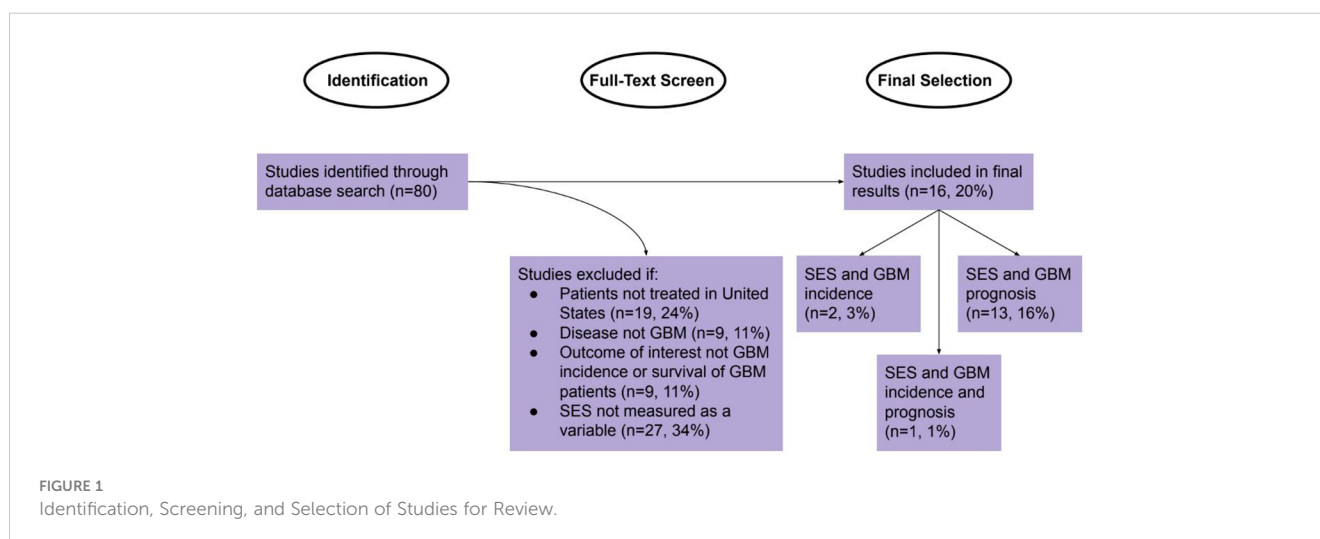 Identification
Full-Text Screen
Final Selection
Studies identified through
database search (n=80)
Studies included in final
results (n=16, 20%)
Studies excluded if:
● Patients not treated in United
States (n=19, 24%)
● Disease not GBM (n=9, 11%)
● Outcome of interest not GBM
incidence or survival of GBM
patients (n=9, 11%)
● SES not measured as a
variable (n=27, 34%)
SES and GBM
incidence
(n=2, 3%)
SES and GBM
prognosis
(n=13, 16%)
SES and GBM
incidence and
prognosis
(n=1, 1%)
FIGURE 1
Identification, Screening, and Selection of Studies for Review.